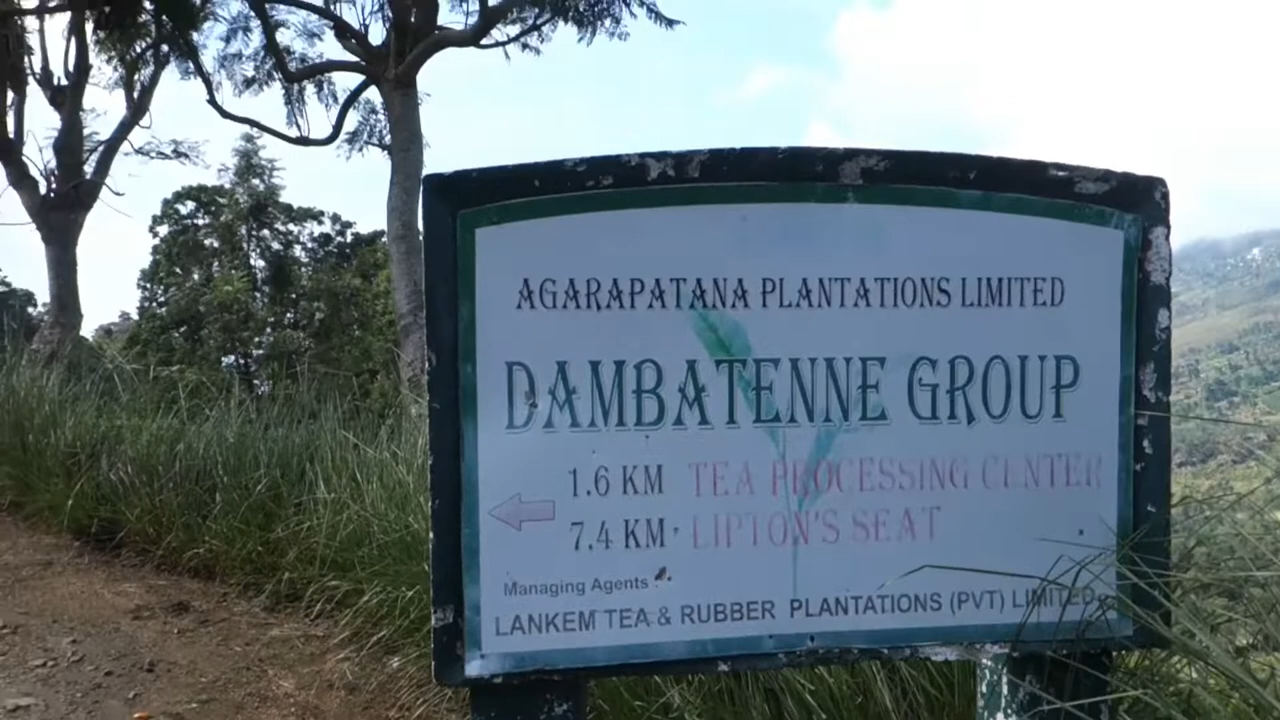 AGARAPATANA PLANTATIONS LIMITED
DAMBATENNE GROUP
1.6 KM TEA PROCESSING CENTER
7.4 KM LIPTON'S SEAT
Managing Agents
LANKEM TEA & RUBBER PLANTATIONS (PVT) LIMITED